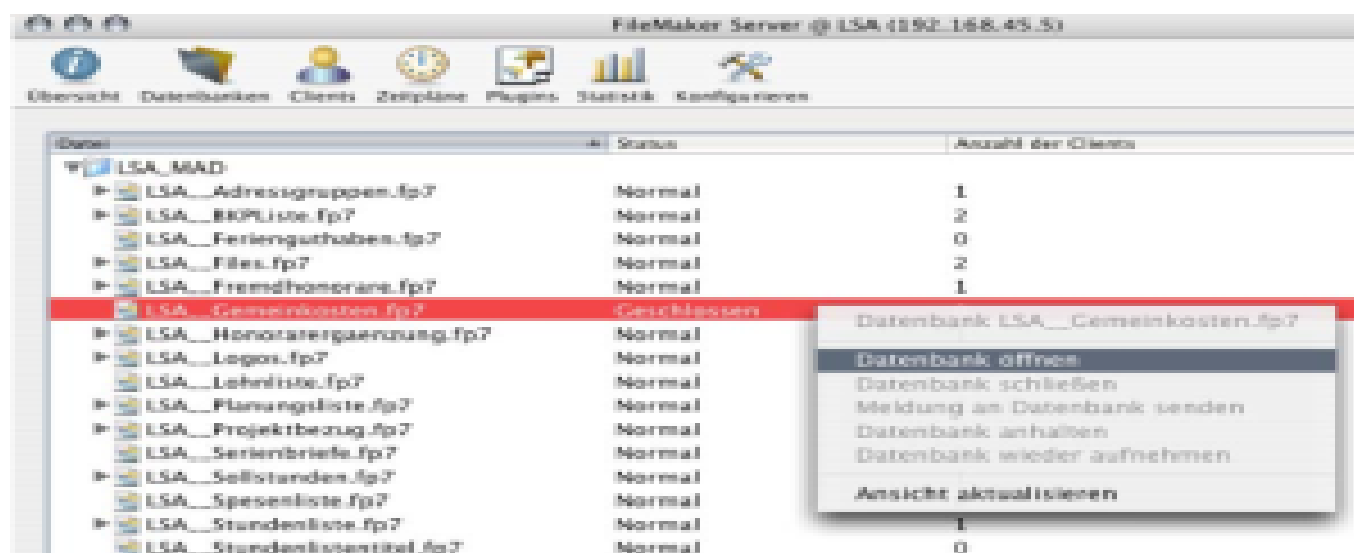 FileMaker Server @ LSA (192.168.45.5)
Übersicht Datenbanken Clients Zeitpläne Plugins Statistik Konfigurieren
Datei Status Anzahl der Clients
LSA_MAD
LSA__Adressgruppen.fp7 Normal 1
LSA__BKPListe.fp7 Normal 2
LSA__Ferienguthaben.fp7 Normal 0
LSA__Files.fp7 Normal 2
LSA__Fremdhonorare.fp7 Normal 1
LSA__Gemeinkosten.fp7 Geschlossen
Datenbank LSA__Gemeinkosten.fp7
Datenbank öffnen
Datenbank schließen
Meldung an Datenbank senden
Datenbank anhalten
Datenbank wieder aufnehmen
Ansicht aktualisieren
LSA__Honorarergaenzung.fp7 Normal
LSA__Logos.fp7 Normal
LSA__Lohnliste.fp7 Normal
LSA__Planungsliste.fp7 Normal
LSA__Projektbezug.fp7 Normal
LSA__Serienbriefe.fp7 Normal
LSA__Sollstunden.fp7 Normal
LSA__Spesenliste.fp7 Normal
LSA__Stundenliste.fp7 Normal 1
LSA__Stundenlistentitel.fp7 Normal 0